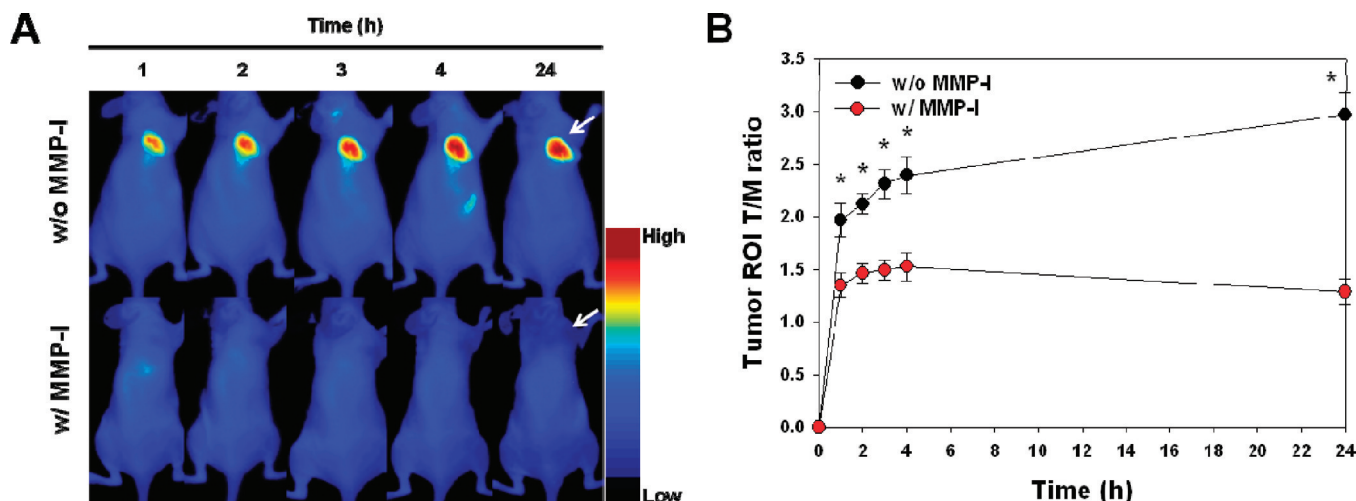 A
Time (h)
1 2 3 4 24
w/o MMP-I
w/ MMP-I
High
Low
B
Tumor ROI T/M ratio
3.5
3.0
2.5
2.0
1.5
1.0
0.5
0.0
w/o MMP-I
w/ MMP-I
* * * * *
0 2 4 6 8 10 12 14 16 18 20 22 24
Time (h)